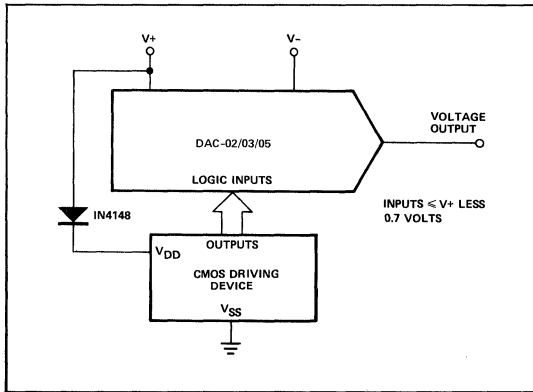 V+
V-
VOLTAGE
OUTPUT
DAC-02/03/05
LOGIC INPUTS
INPUTS ⩽ V+ LESS
0.7 VOLTS
IN4148
OUTPUTS
VDD
CMOS DRIVING
DEVICE
VSS